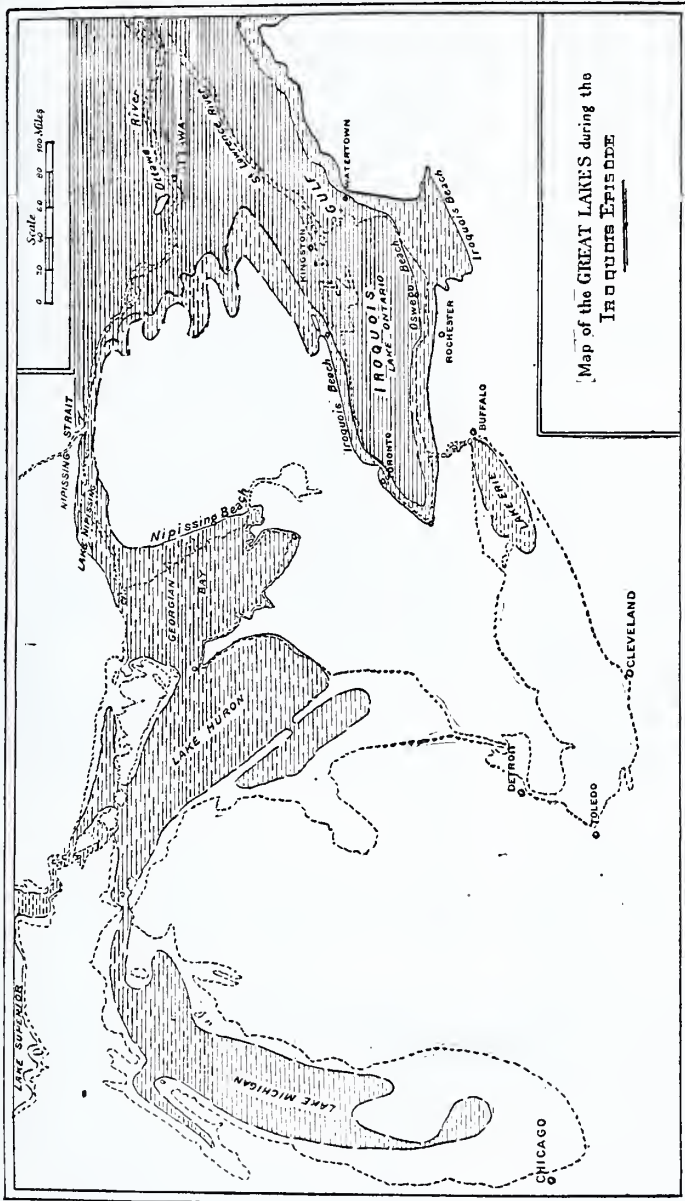 Map of the GREAT LAKES during the
IROQUOIS EPISODE
Scale
0 20 40 60 80 100 Miles
LAKE SUPERIOR
LAKE MICHIGAN
CHICAGO
LAKE HURON
GEORGIAN
BAY
Nipissing Beach
LAKE NIPISSING
NIPISSING STRAIT
Ottawa River
WA
St Lawrence River
GULF
KINGSTON
WATERTOWN
Iroquois Beach
IROQUOIS
LAKE ONTARIO
Oswego Beach
Iroquois Beach
ROCHESTER
TORONTO
BUFFALO
LAKE ERIE
CLEVELAND
DETROIT
TOLEDO